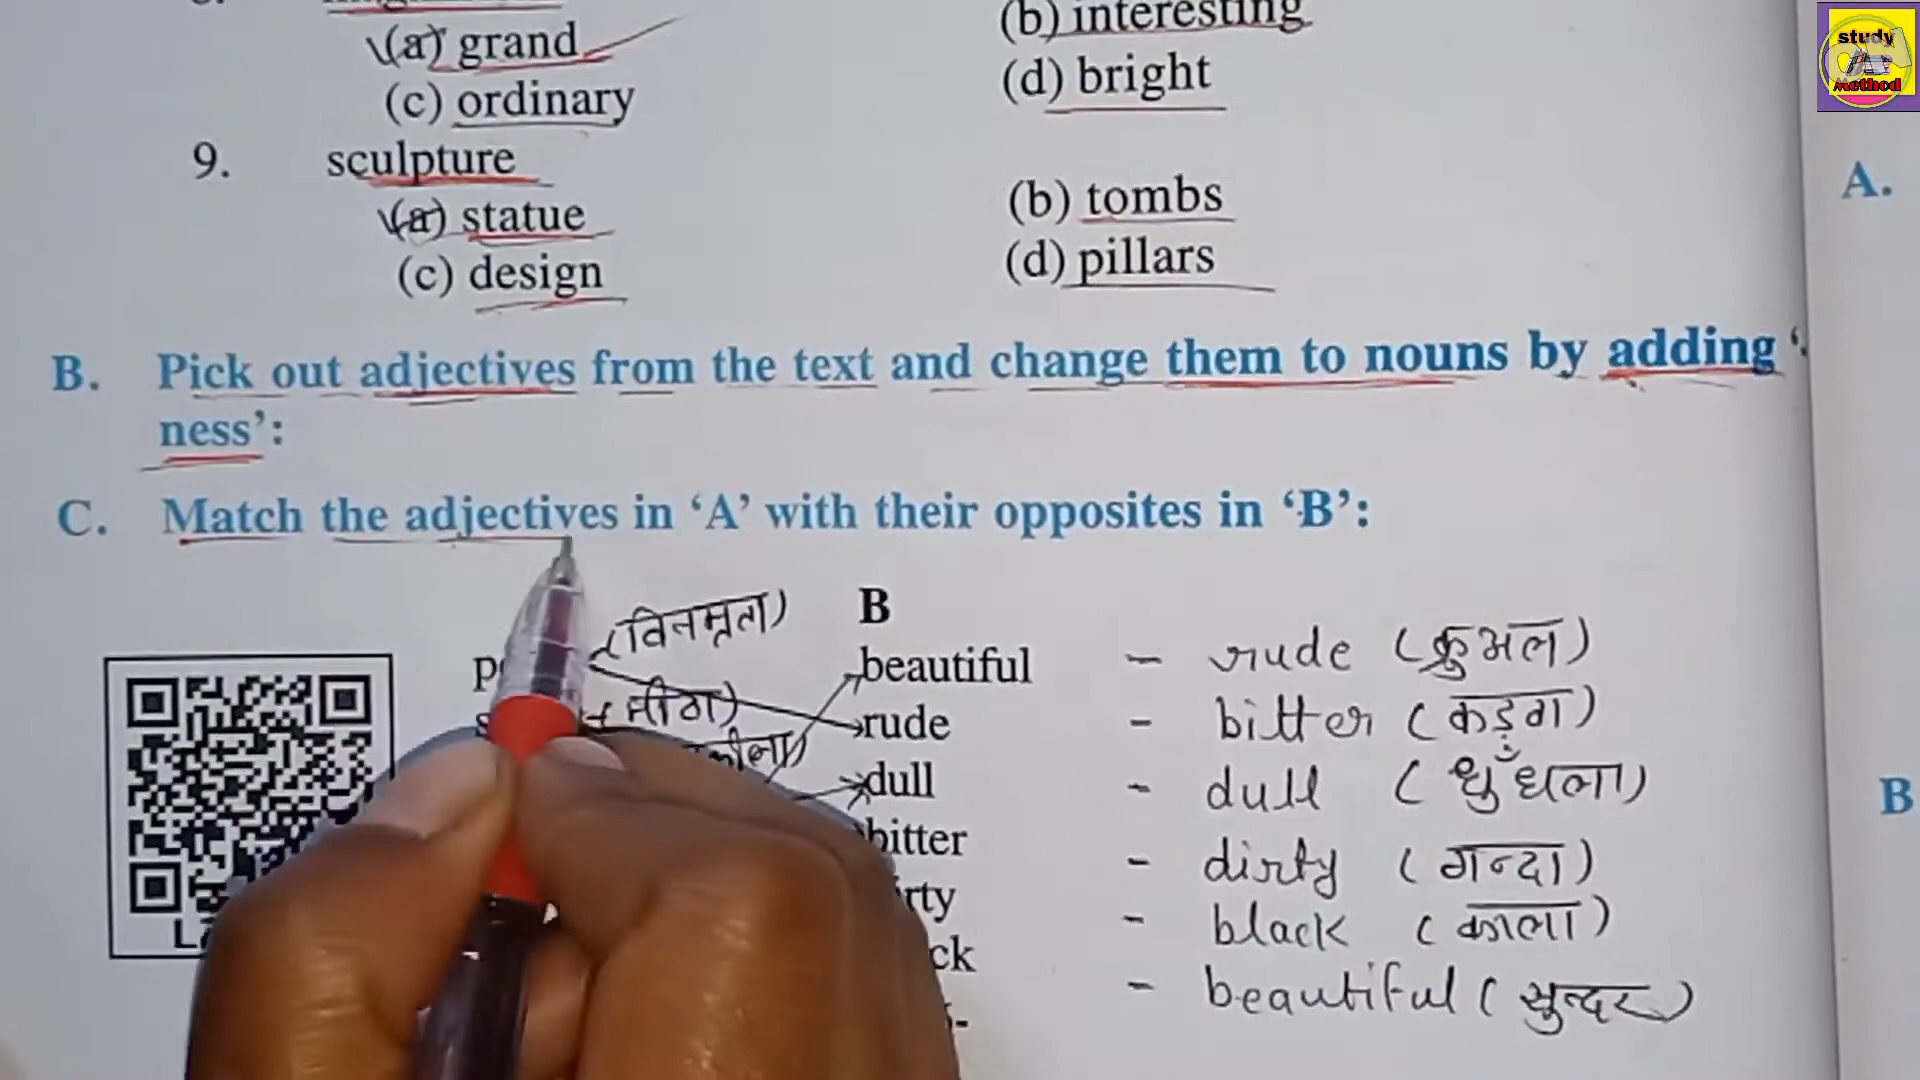 (a) grand (b) interesting
(c) ordinary (d) bright
9. sculpture
(a) statue (b) tombs
(c) design (d) pillars
B. Pick out adjectives from the text and change them to nouns by adding ‘
ness’:
C. Match the adjectives in ‘A’ with their opposites in ‘B’:
B
(विनम्रता) beautiful - rude (क्रुअल)
rude - bitter (कड़वा)
dull - dull (धुँधला)
bitter - dirty (गन्दा)
- black (काला)
- beautiful (सुन्दर)
study
Method
A.
B